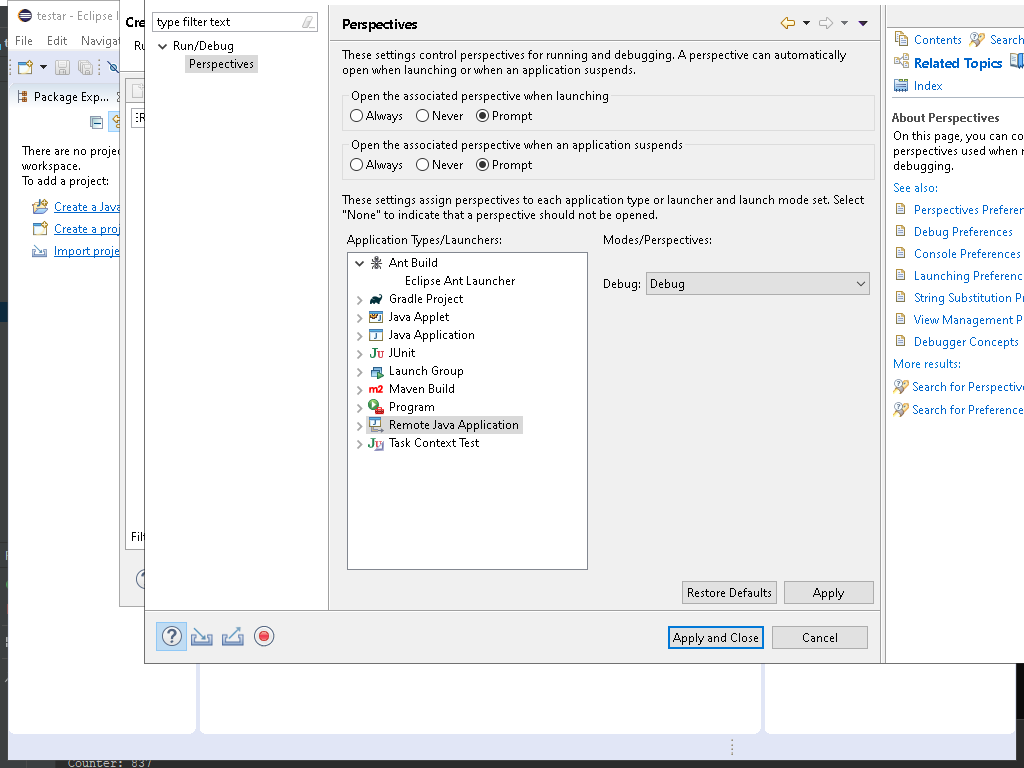 testar - Eclipse I
File Edit Navigat
Package Exp...
There are no proje
workspace.
To add a project:
Create a Java
Create a proj
Import proje
Cre
Ru
Filt
type filter text
Run/Debug
Perspectives
Perspectives
These settings control perspectives for running and debugging. A perspective can automatically
open when launching or when an application suspends.
Open the associated perspective when launching
Always Never Prompt
Open the associated perspective when an application suspends
Always Never Prompt
These settings assign perspectives to each application type or launcher and launch mode set. Select
"None" to indicate that a perspective should not be opened.
Application Types/Launchers:
Modes/Perspectives:
Ant Build
Eclipse Ant Launcher
Gradle Project
Java Applet
Java Application
JUnit
Launch Group
Maven Build
Program
Remote Java Application
Task Context Test
Debug: Debug
Restore Defaults Apply
Apply and Close Cancel
Contents Search
Related Topics
Index
About Perspectives
On this page, you can co
perspectives used when r
debugging.
See also:
Perspectives Preferen
Debug Preferences
Console Preferences
Launching Preferenc
String Substitution Pr
View Management P
Debugger Concepts
More results:
Search for Perspective
Search for Preference
Counter: 837